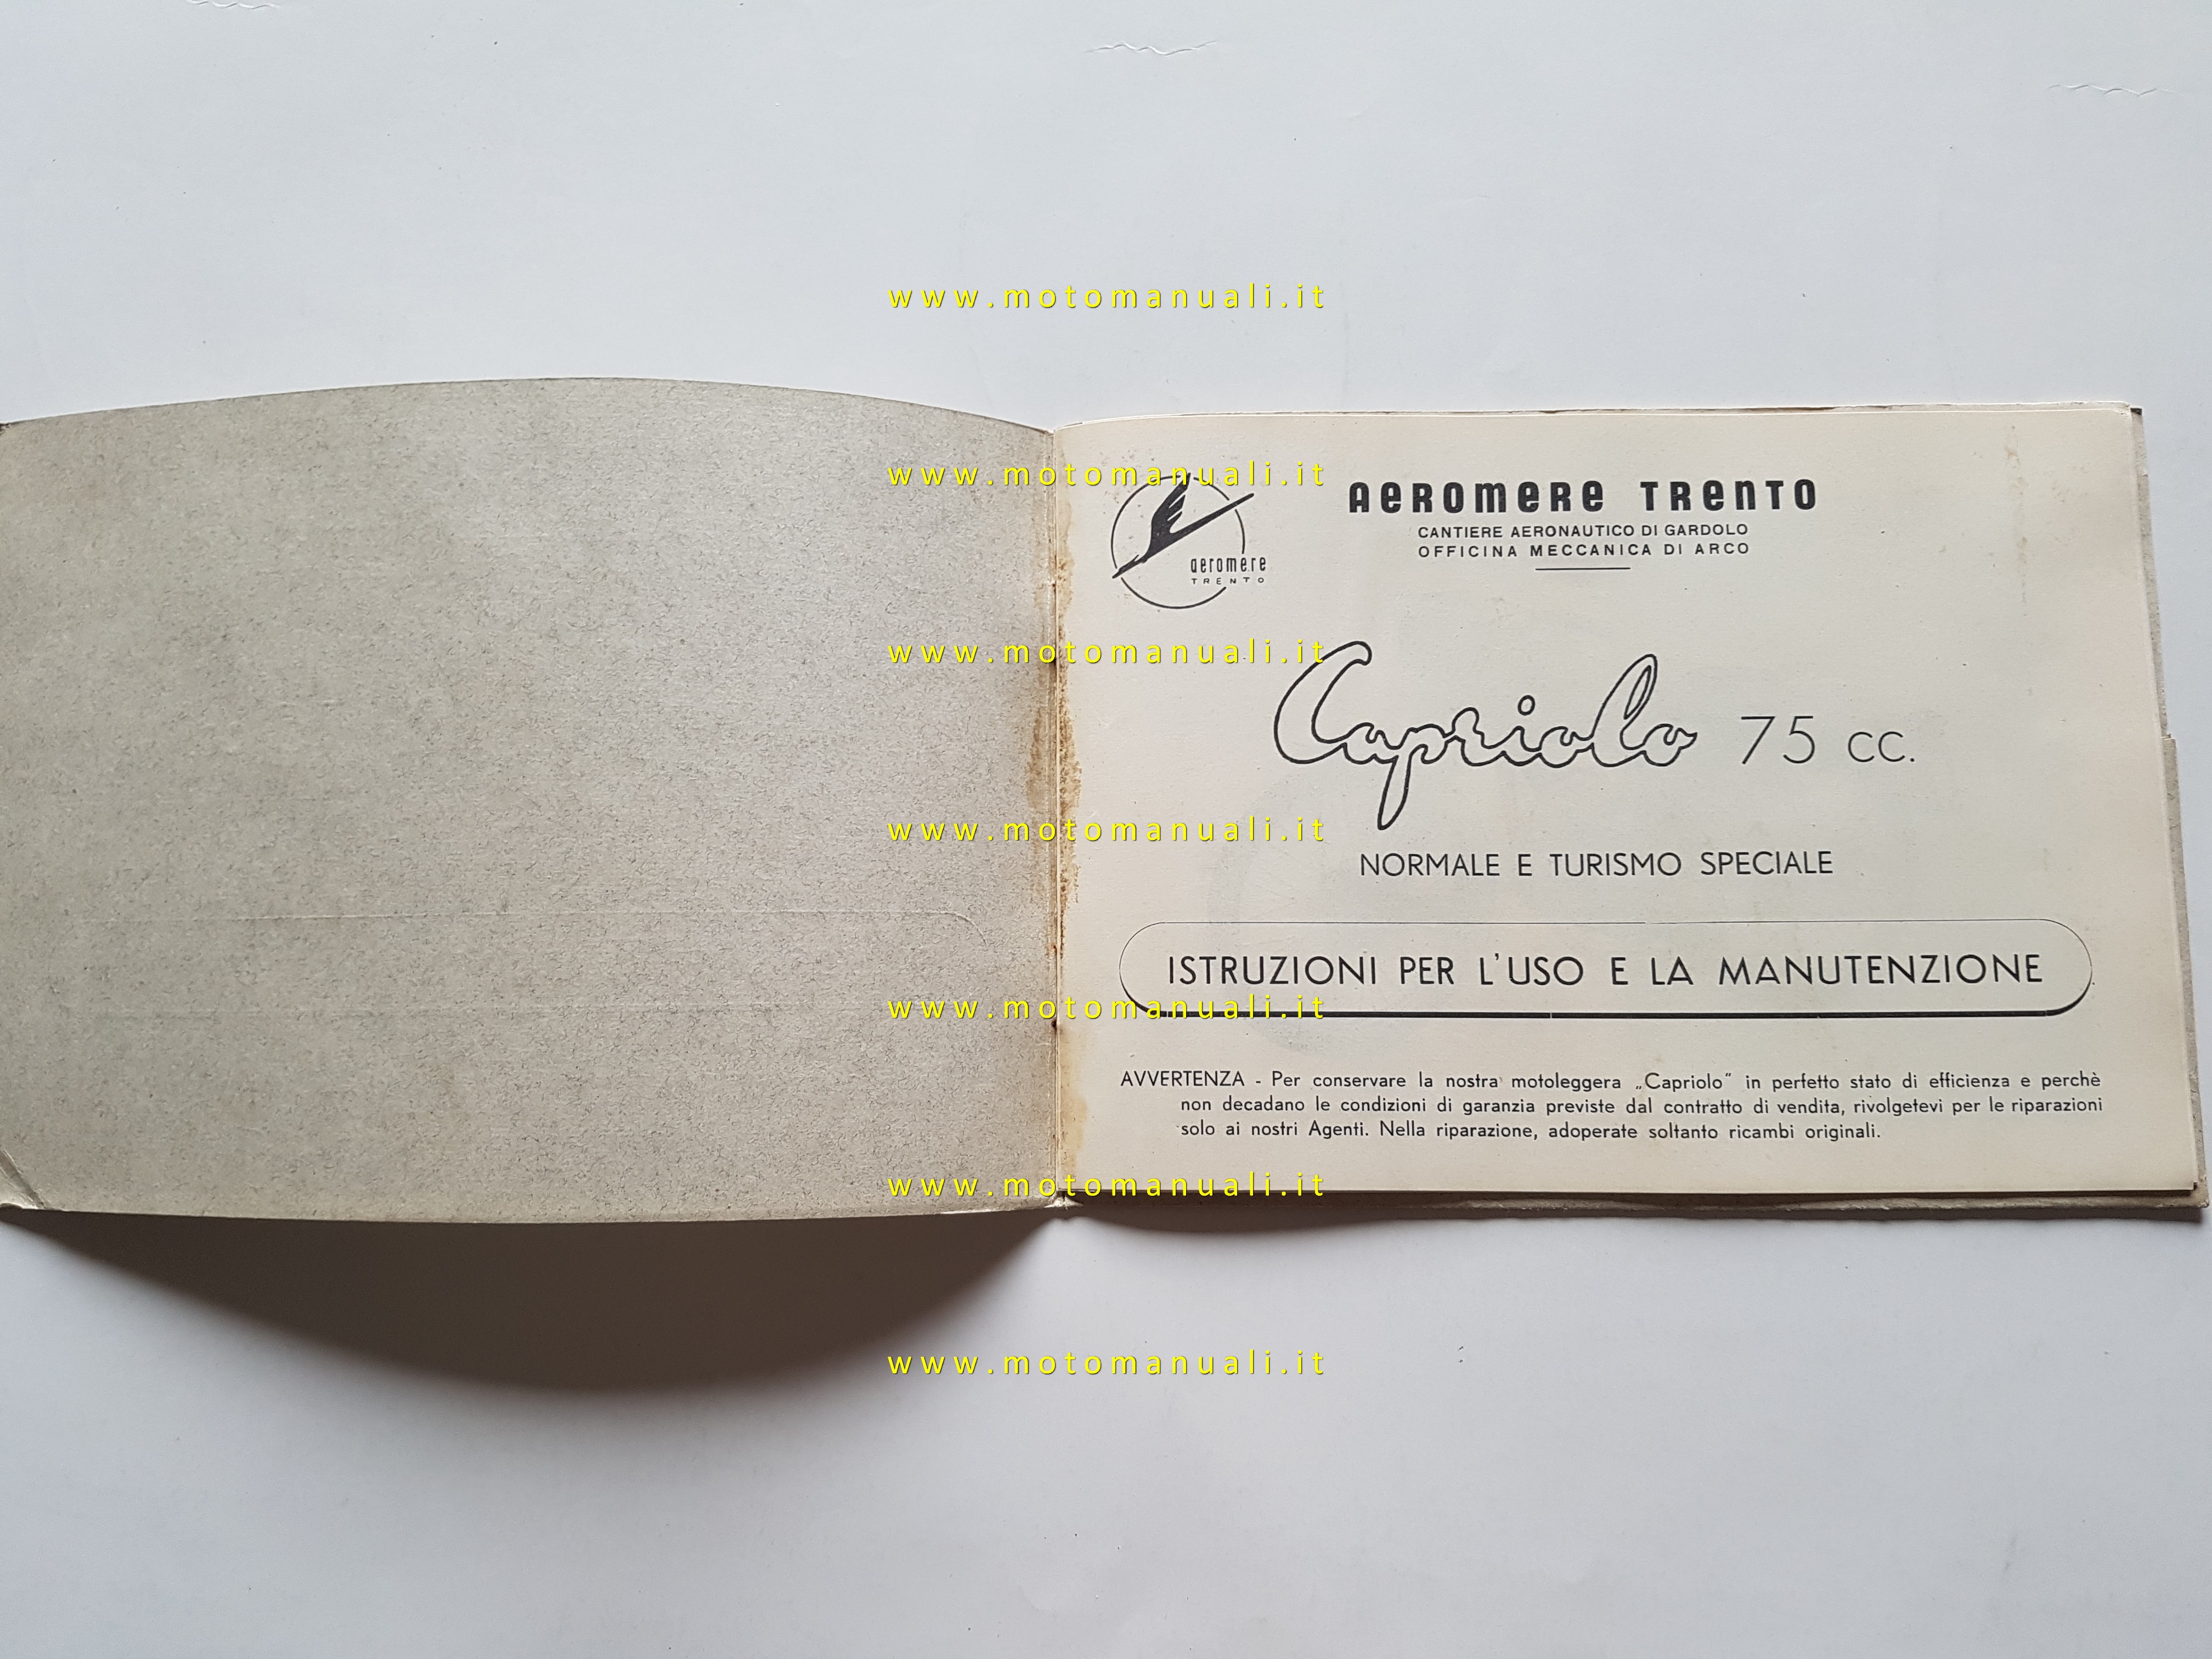 www.motomanuali.it
www.motomanuali.it
aeromere
TRENTO
AEROMERE TRENTO
CANTIERE AERONAUTICO DI GARDOLO
OFFICINA MECCANICA DI ARCO
www.motomanuali.it
Capriolo 75 cc.
www.motomanuali.it
NORMALE E TURISMO SPECIALE
ISTRUZIONI PER L'USO E LA MANUTENZIONE
www.motomanuali.it
AVVERTENZA - Per conservare la nostra motoleggera „Capriolo” in perfetto stato di efficienza e perchè
non decadano le condizioni di garanzia previste dal contratto di vendita, rivolgetevi per le riparazioni
solo ai nostri Agenti. Nella riparazione, adoperate soltanto ricambi originali.
www.motomanuali.it
www.motomanuali.it